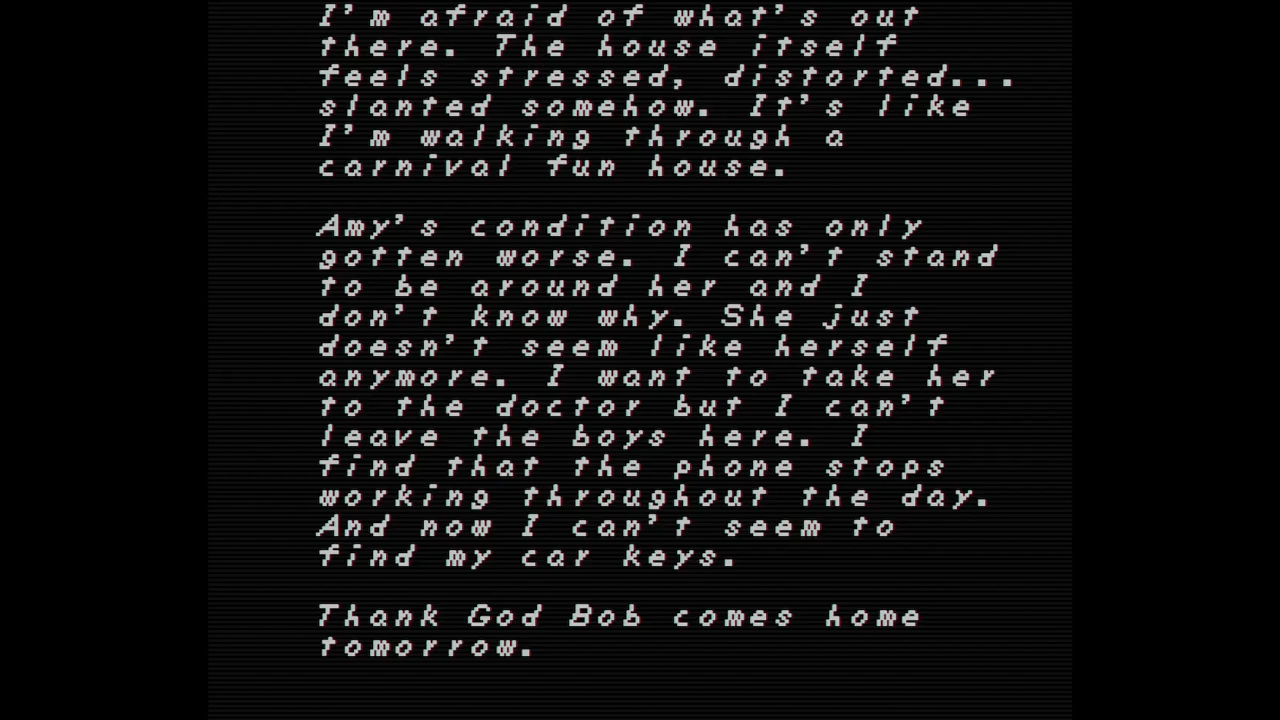 I'm afraid of what's out
there. The house itself
feels stressed, distorted...
slanted somehow. It's like
I'm walking through a
carnival fun house.
Amy's condition has only
gotten worse. I can't stand
to be around her and I
don't know why. She just
doesn't seem like herself
anymore. I want to take her
to the doctor but I can't
leave the boys here. I
find that the phone stops
working throughout the day.
And now I can't seem to
find my car keys.
Thank God Bob comes home
tomorrow.